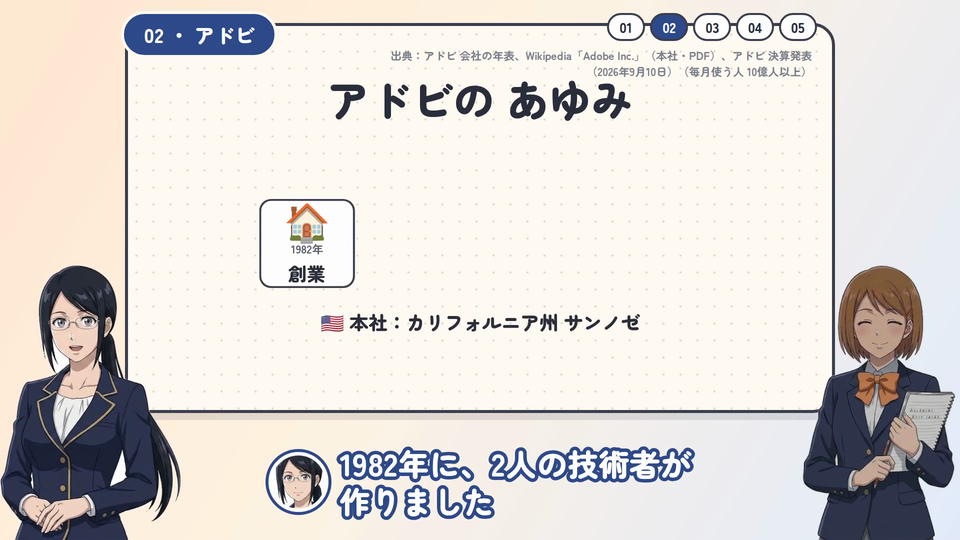 02 ・ アドビ
01 02 03 04 05
出典：アドビ 会社の年表、Wikipedia「Adobe Inc.」（本社・PDF）、アドビ 決算発表
（2026年9月10日）（毎月使う人 10億人以上）
アドビの あゆみ
1982年
創業
🇺🇸 本社：カリフォルニア州 サンノゼ
1982年に、2人の技術者が
作りました